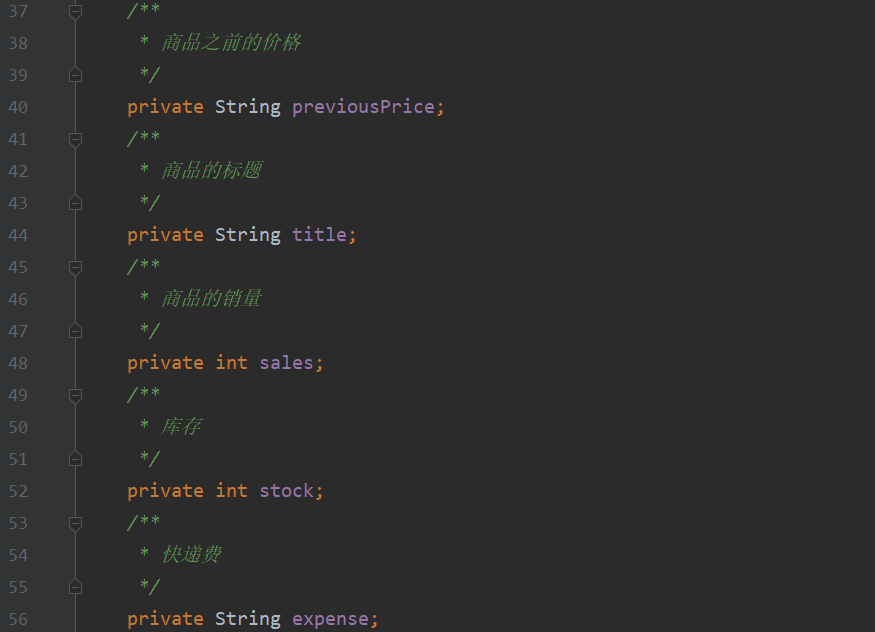 37 /**
38 * 商品之前的价格
39 */
40 private String previousPrice;
41 /**
42 * 商品的标题
43 */
44 private String title;
45 /**
46 * 商品的销量
47 */
48 private int sales;
49 /**
50 * 库存
51 */
52 private int stock;
53 /**
54 * 快递费
55 */
56 private String expense;